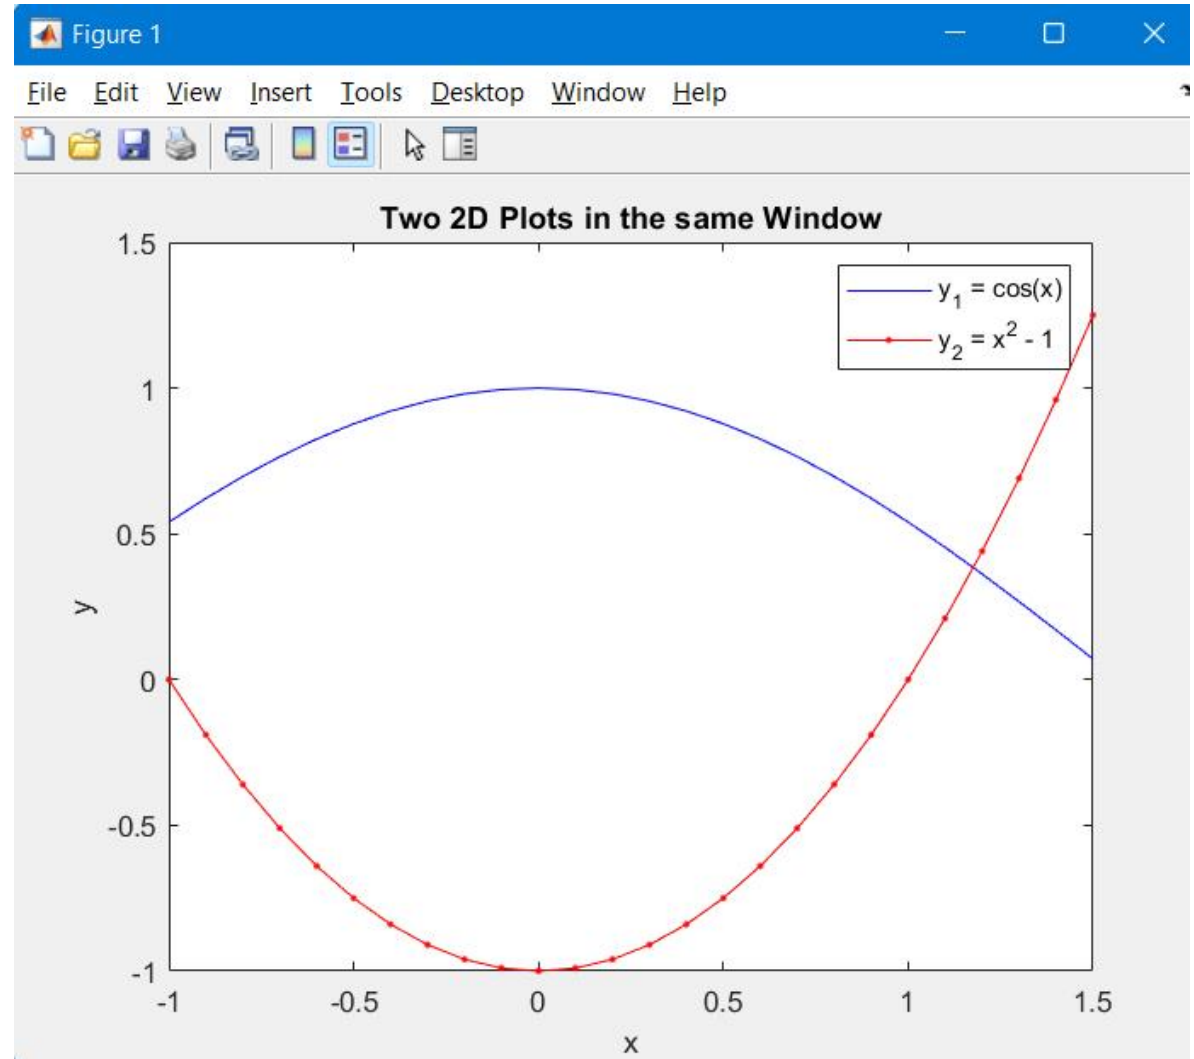 Figure 1
File Edit View Insert Tools Desktop Window Help
Two 2D Plots in the same Window
1.5
y₁ = cos(x)
y₂ = x² - 1
1
0.5
y
0
-0.5
-1
-1 -0.5 0 0.5 1 1.5
x